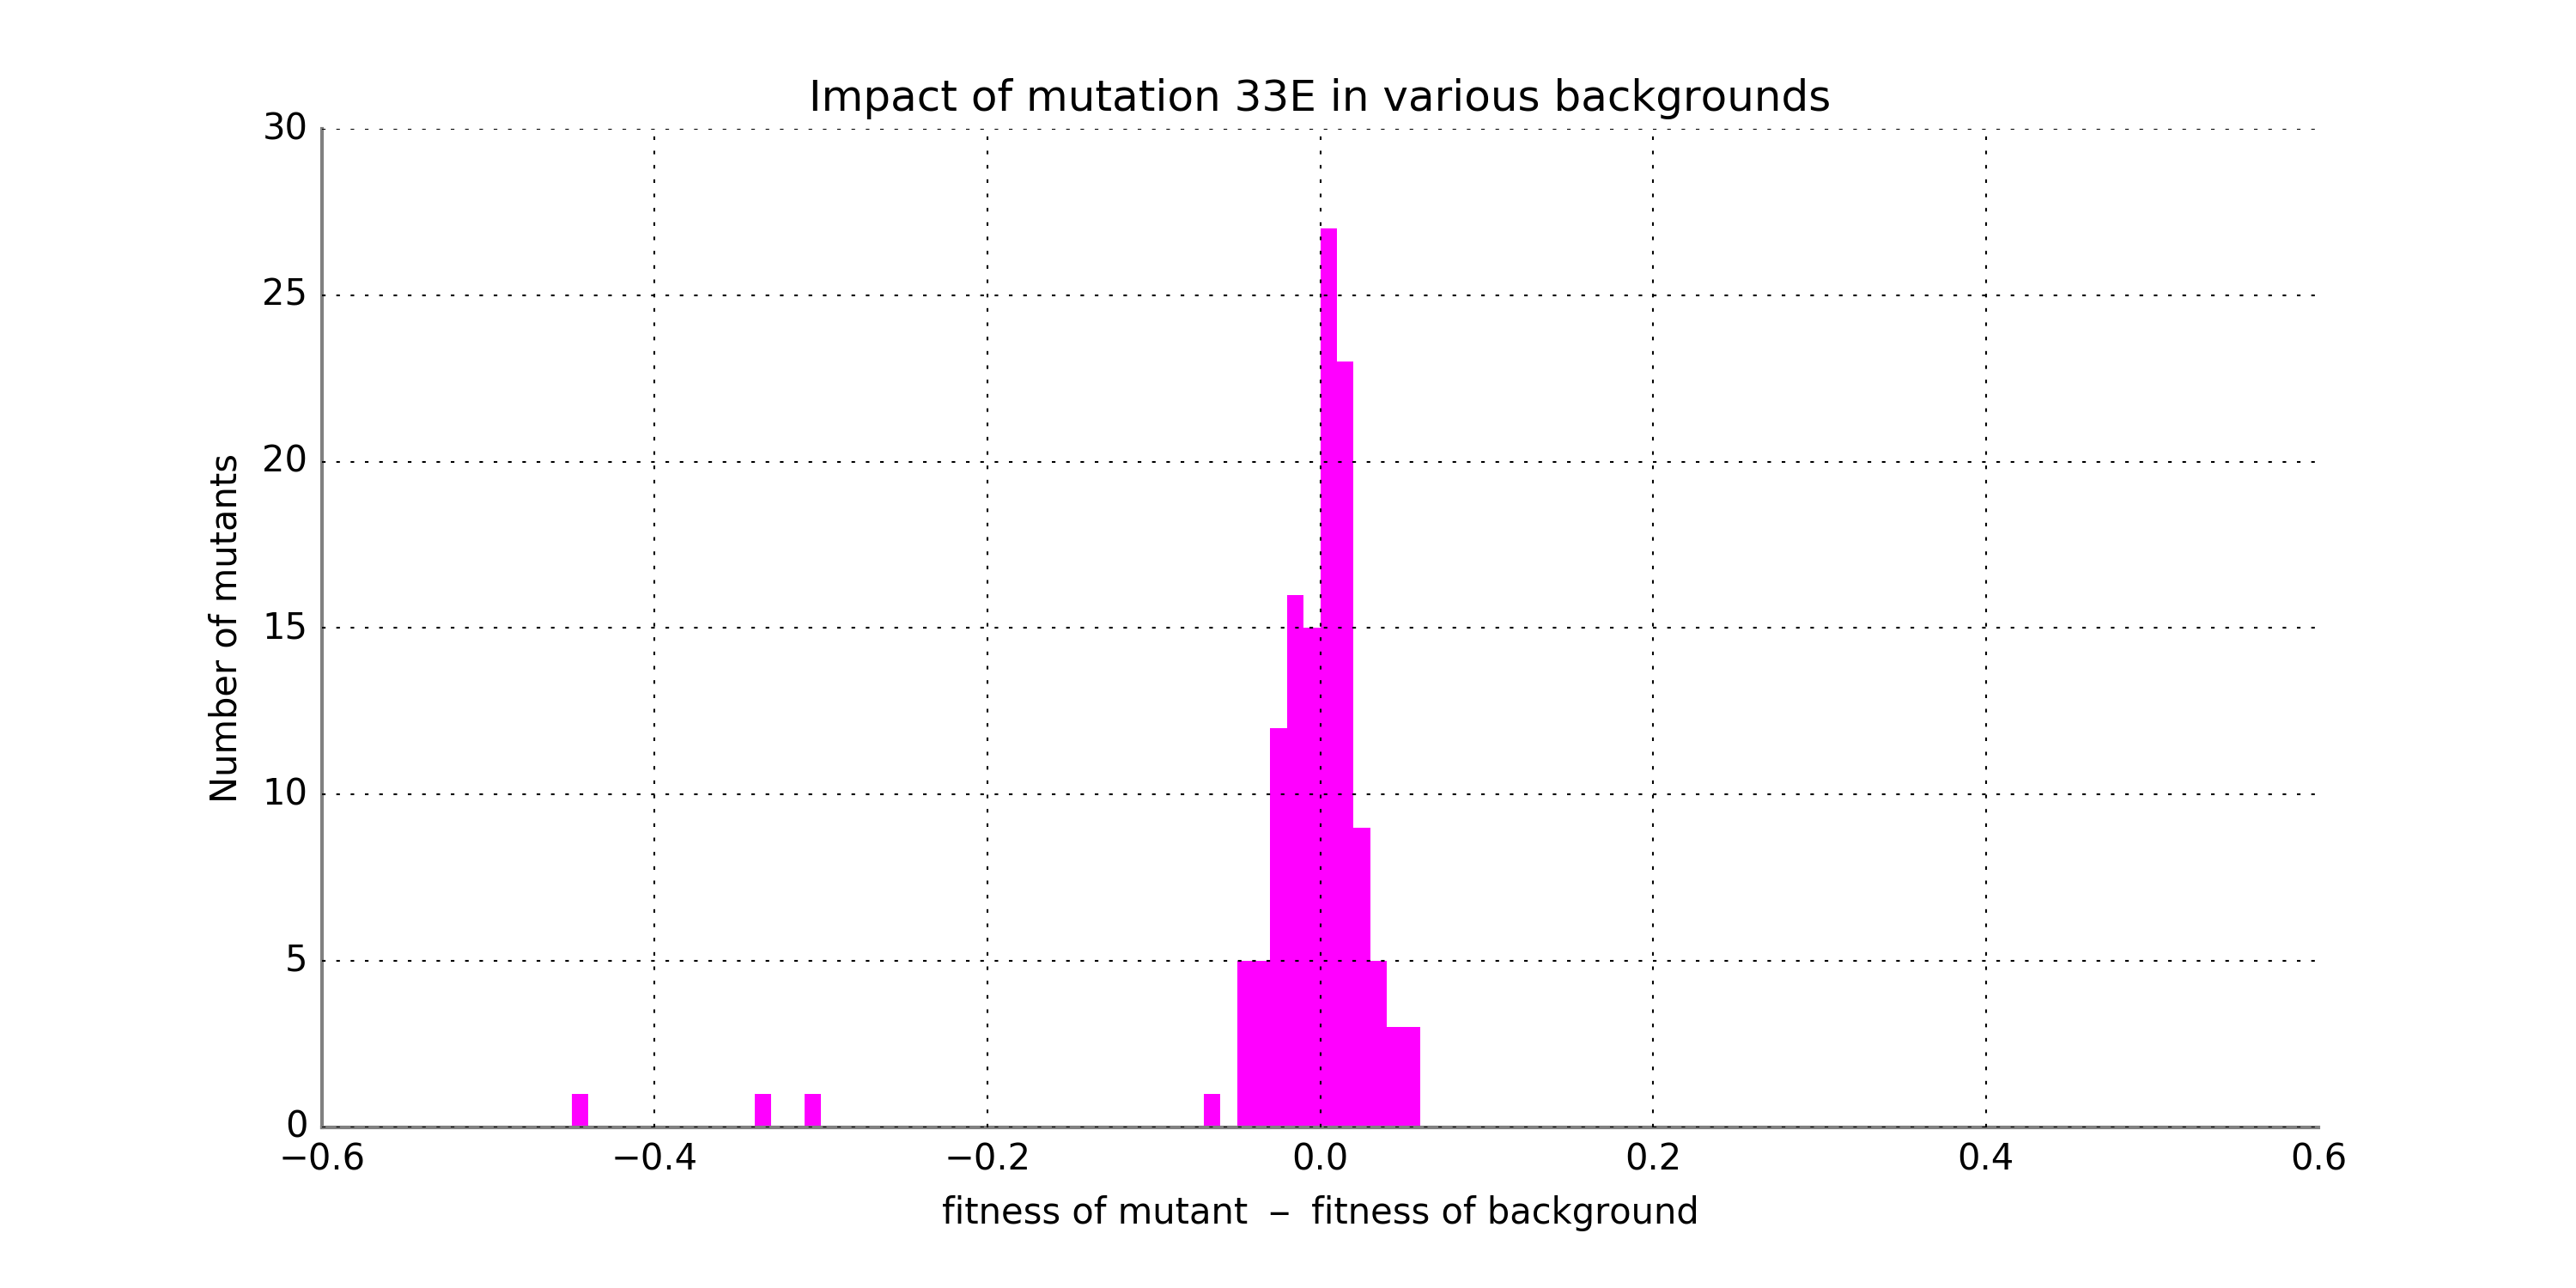 Impact of mutation 33E in various backgrounds
30
25
20
15
10
5
0
Number of mutants
−0.6 −0.4 −0.2 0.0 0.2 0.4 0.6
fitness of mutant − fitness of background